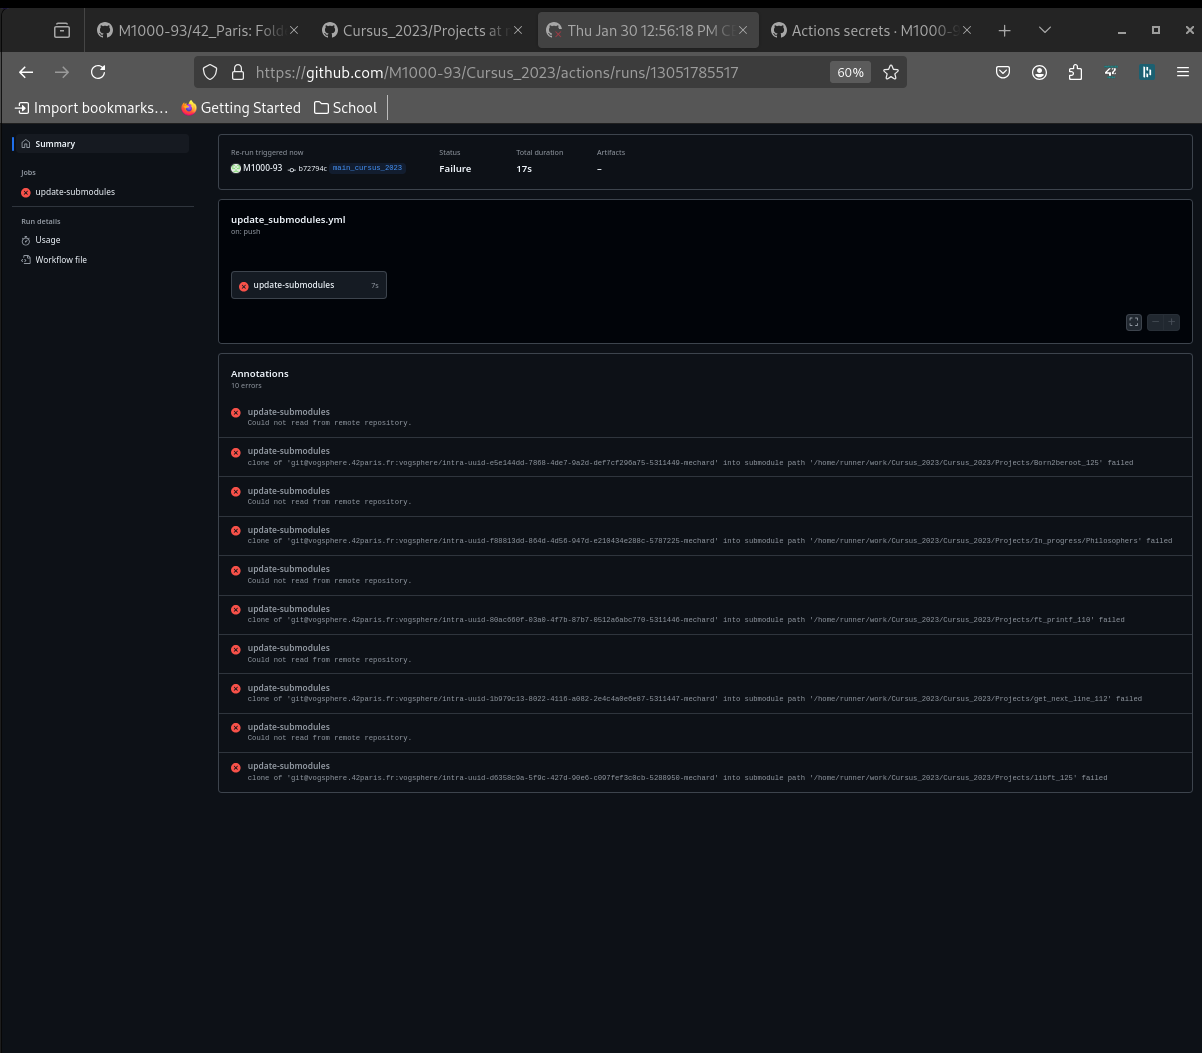 M1000-93/42_Paris: Fold
Cursus_2023/Projects at
Thu Jan 30 12:56:18 PM C
Actions secrets · M1000-9
https://github.com/M1000-93/Cursus_2023/actions/runs/13051785517
60%
Import bookmarks...
Getting Started
School
Summary
Jobs
update-submodules
Run details
Usage
Workflow file
Re-run triggered now
Status
Total duration
Artifacts
M1000-93
b72794c
main_cursus_2023
Failure
17s
–
update_submodules.yml
on: push
update-submodules
7s
Annotations
10 errors
update-submodules
Could not read from remote repository.
update-submodules
clone of 'git@vogsphere.42paris.fr:vogsphere/intra-uuid-e5e144dd-7868-4de7-9a2d-def7cf296a75-5311449-mechard' into submodule path '/home/runner/work/Cursus_2023/Cursus_2023/Projects/Born2beroot_125' failed
update-submodules
Could not read from remote repository.
update-submodules
clone of 'git@vogsphere.42paris.fr:vogsphere/intra-uuid-f88813dd-864d-4d56-947d-e210434e288c-5787225-mechard' into submodule path '/home/runner/work/Cursus_2023/Cursus_2023/Projects/In_progress/Philosophers' failed
update-submodules
Could not read from remote repository.
update-submodules
clone of 'git@vogsphere.42paris.fr:vogsphere/intra-uuid-80ac660f-03a0-4f7b-87b7-0512a6abc770-5311446-mechard' into submodule path '/home/runner/work/Cursus_2023/Cursus_2023/Projects/ft_printf_110' failed
update-submodules
Could not read from remote repository.
update-submodules
clone of 'git@vogsphere.42paris.fr:vogsphere/intra-uuid-1b979c13-8022-4116-a082-2e4c4a8e6e87-5311447-mechard' into submodule path '/home/runner/work/Cursus_2023/Cursus_2023/Projects/get_next_line_112' failed
update-submodules
Could not read from remote repository.
update-submodules
clone of 'git@vogsphere.42paris.fr:vogsphere/intra-uuid-d6358c9a-5f9c-427d-90e6-c097fef3c0cb-5288950-mechard' into submodule path '/home/runner/work/Cursus_2023/Cursus_2023/Projects/libft_125' failed